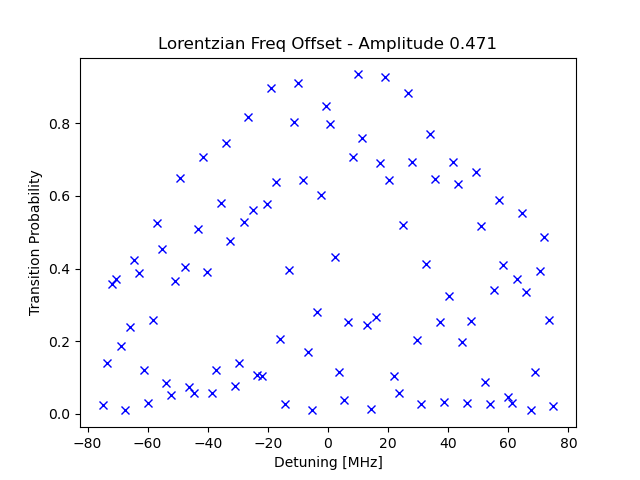 Lorentzian Freq Offset - Amplitude 0.471
Transition Probability
0.8
0.6
0.4
0.2
0.0
−80 −60 −40 −20 0 20 40 60 80
Detuning [MHz]